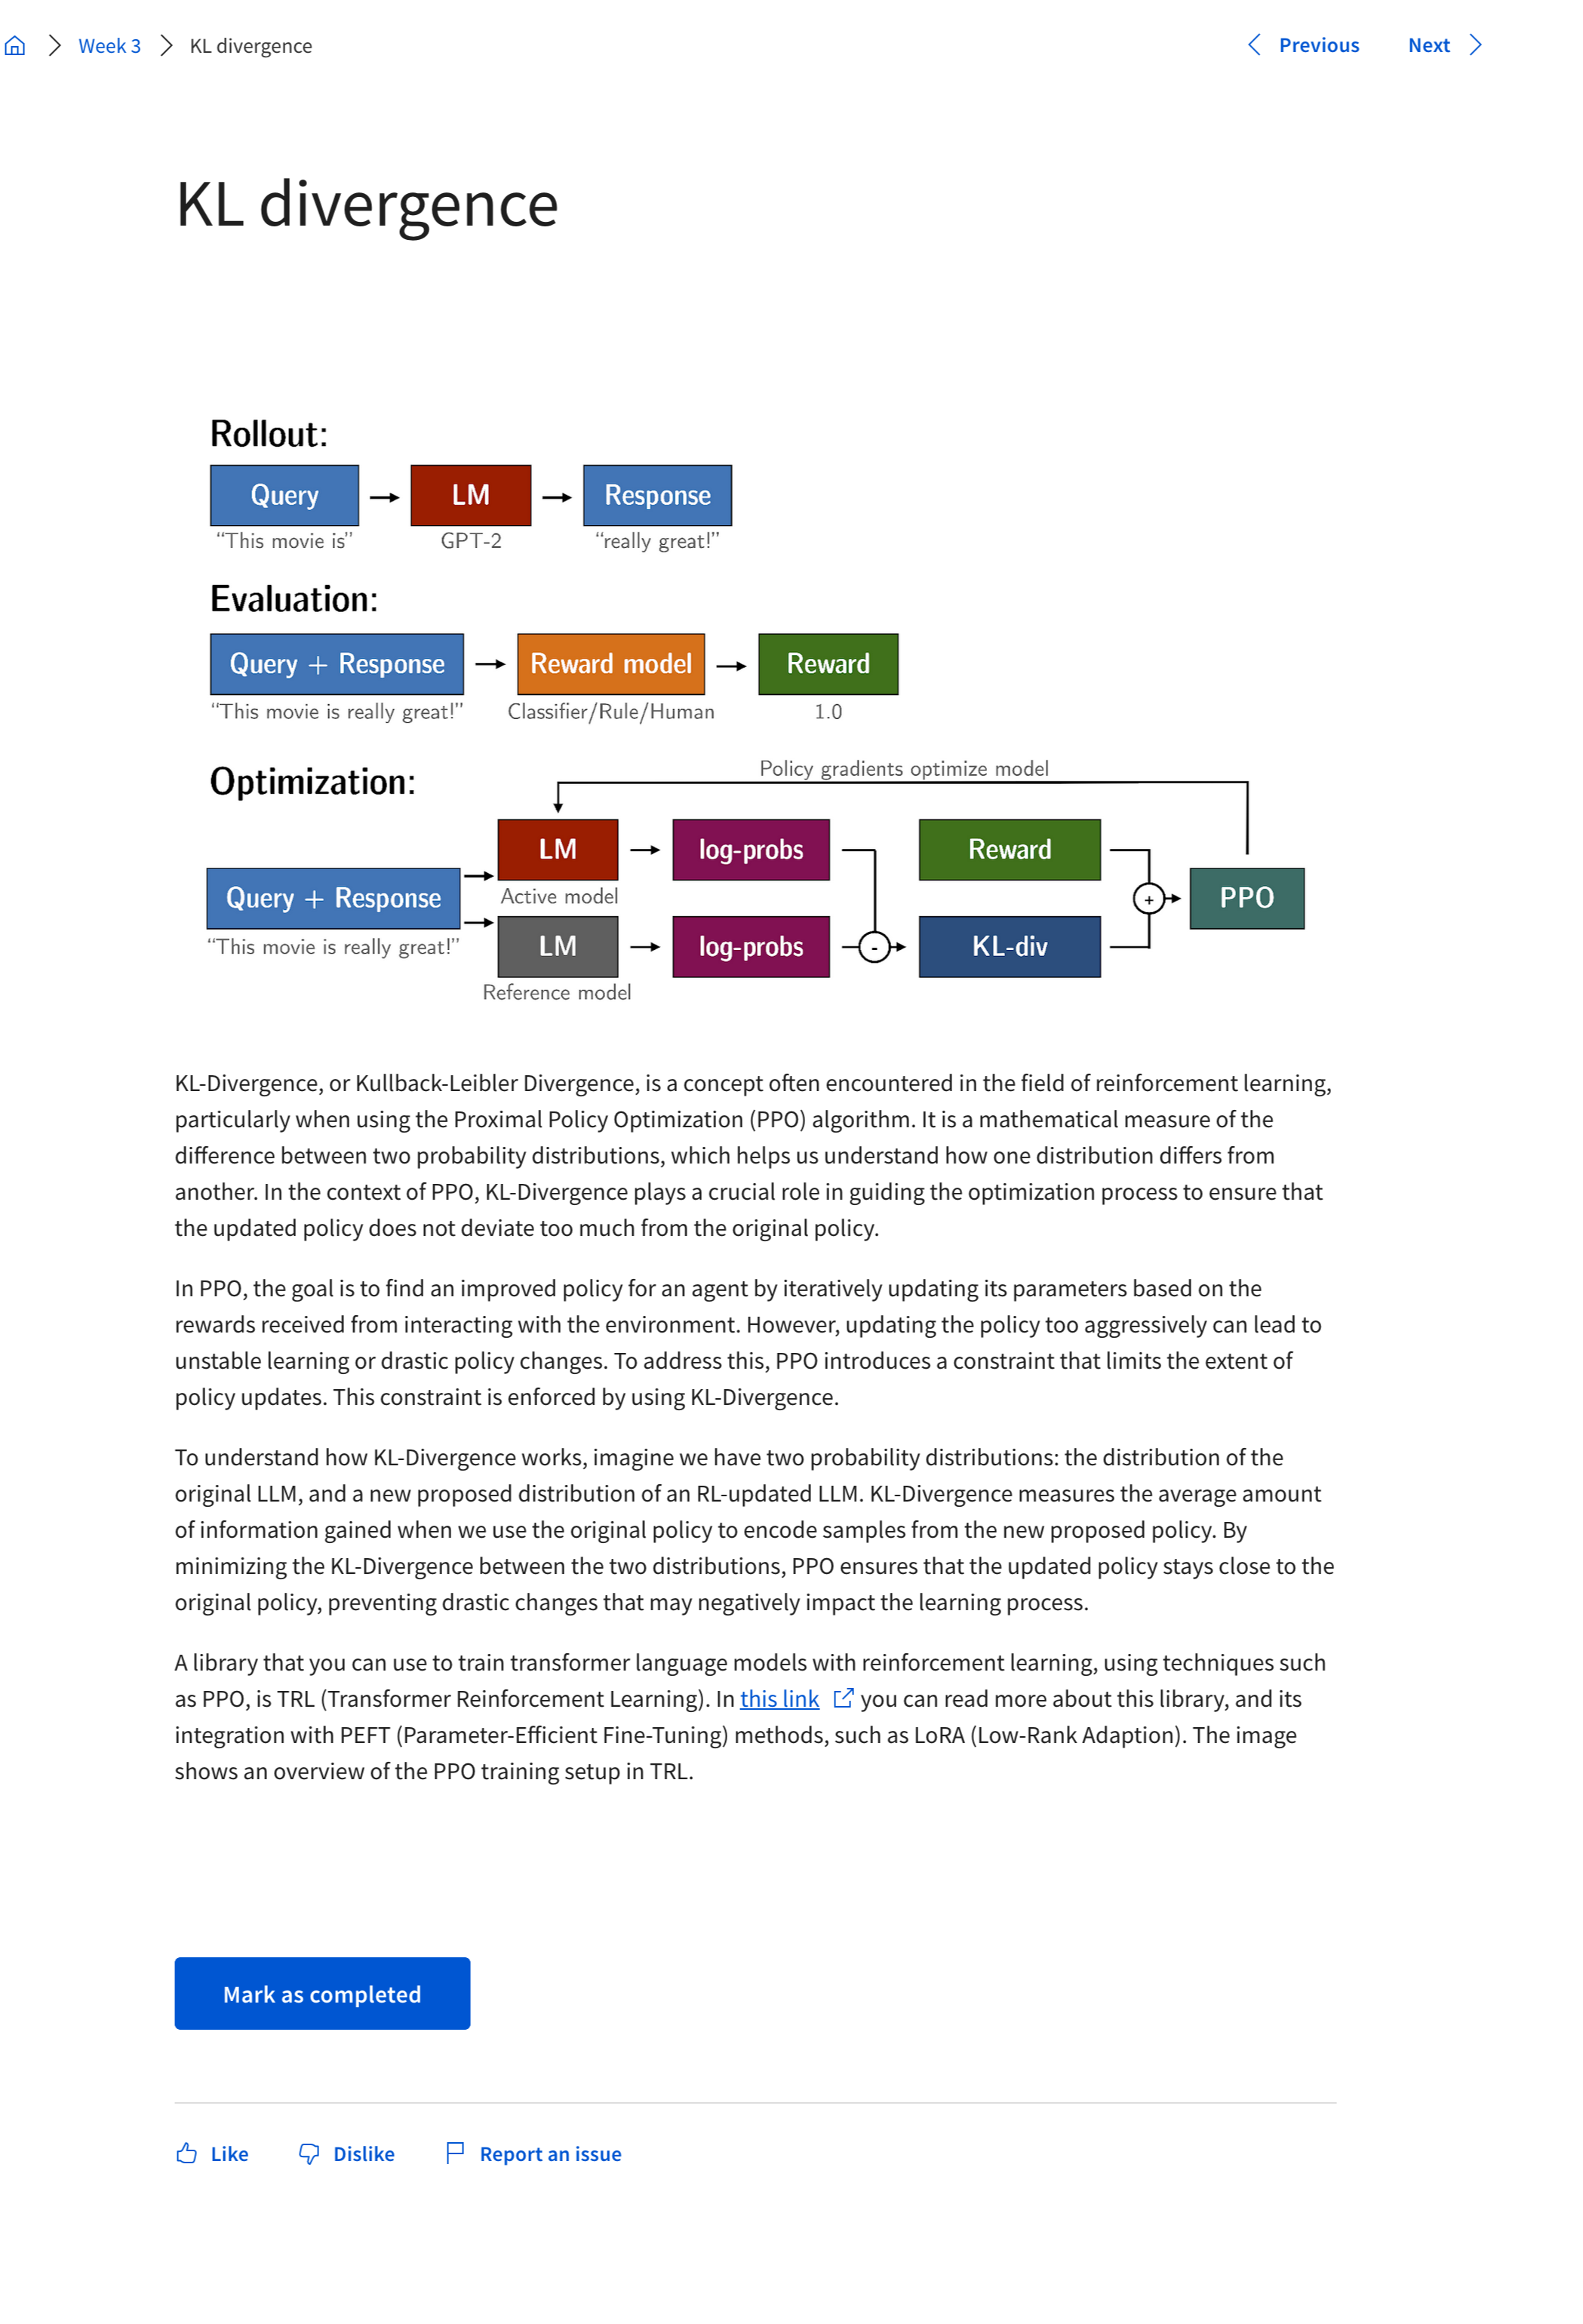 Week 3 KL divergence Previous Next
KL divergence
Rollout:
Query LM Response
“This movie is” GPT-2 “really great!”
Evaluation:
Query + Response Reward model Reward
“This movie is really great!” Classifier/Rule/Human 1.0
Policy gradients optimize model
Optimization:
LM log-probs Reward
Active model
Query + Response + PPO
“This movie is really great!”
LM log-probs - KL-div
Reference model
KL-Divergence, or Kullback-Leibler Divergence, is a concept often encountered in the field of reinforcement learning,
particularly when using the Proximal Policy Optimization (PPO) algorithm. It is a mathematical measure of the
difference between two probability distributions, which helps us understand how one distribution differs from
another. In the context of PPO, KL-Divergence plays a crucial role in guiding the optimization process to ensure that
the updated policy does not deviate too much from the original policy.
In PPO, the goal is to find an improved policy for an agent by iteratively updating its parameters based on the
rewards received from interacting with the environment. However, updating the policy too aggressively can lead to
unstable learning or drastic policy changes. To address this, PPO introduces a constraint that limits the extent of
policy updates. This constraint is enforced by using KL-Divergence.
To understand how KL-Divergence works, imagine we have two probability distributions: the distribution of the
original LLM, and a new proposed distribution of an RL-updated LLM. KL-Divergence measures the average amount
of information gained when we use the original policy to encode samples from the new proposed policy. By
minimizing the KL-Divergence between the two distributions, PPO ensures that the updated policy stays close to the
original policy, preventing drastic changes that may negatively impact the learning process.
A library that you can use to train transformer language models with reinforcement learning, using techniques such
as PPO, is TRL (Transformer Reinforcement Learning). In this link you can read more about this library, and its
integration with PEFT (Parameter-Efficient Fine-Tuning) methods, such as LoRA (Low-Rank Adaption). The image
shows an overview of the PPO training setup in TRL.
Mark as completed
Like Dislike Report an issue